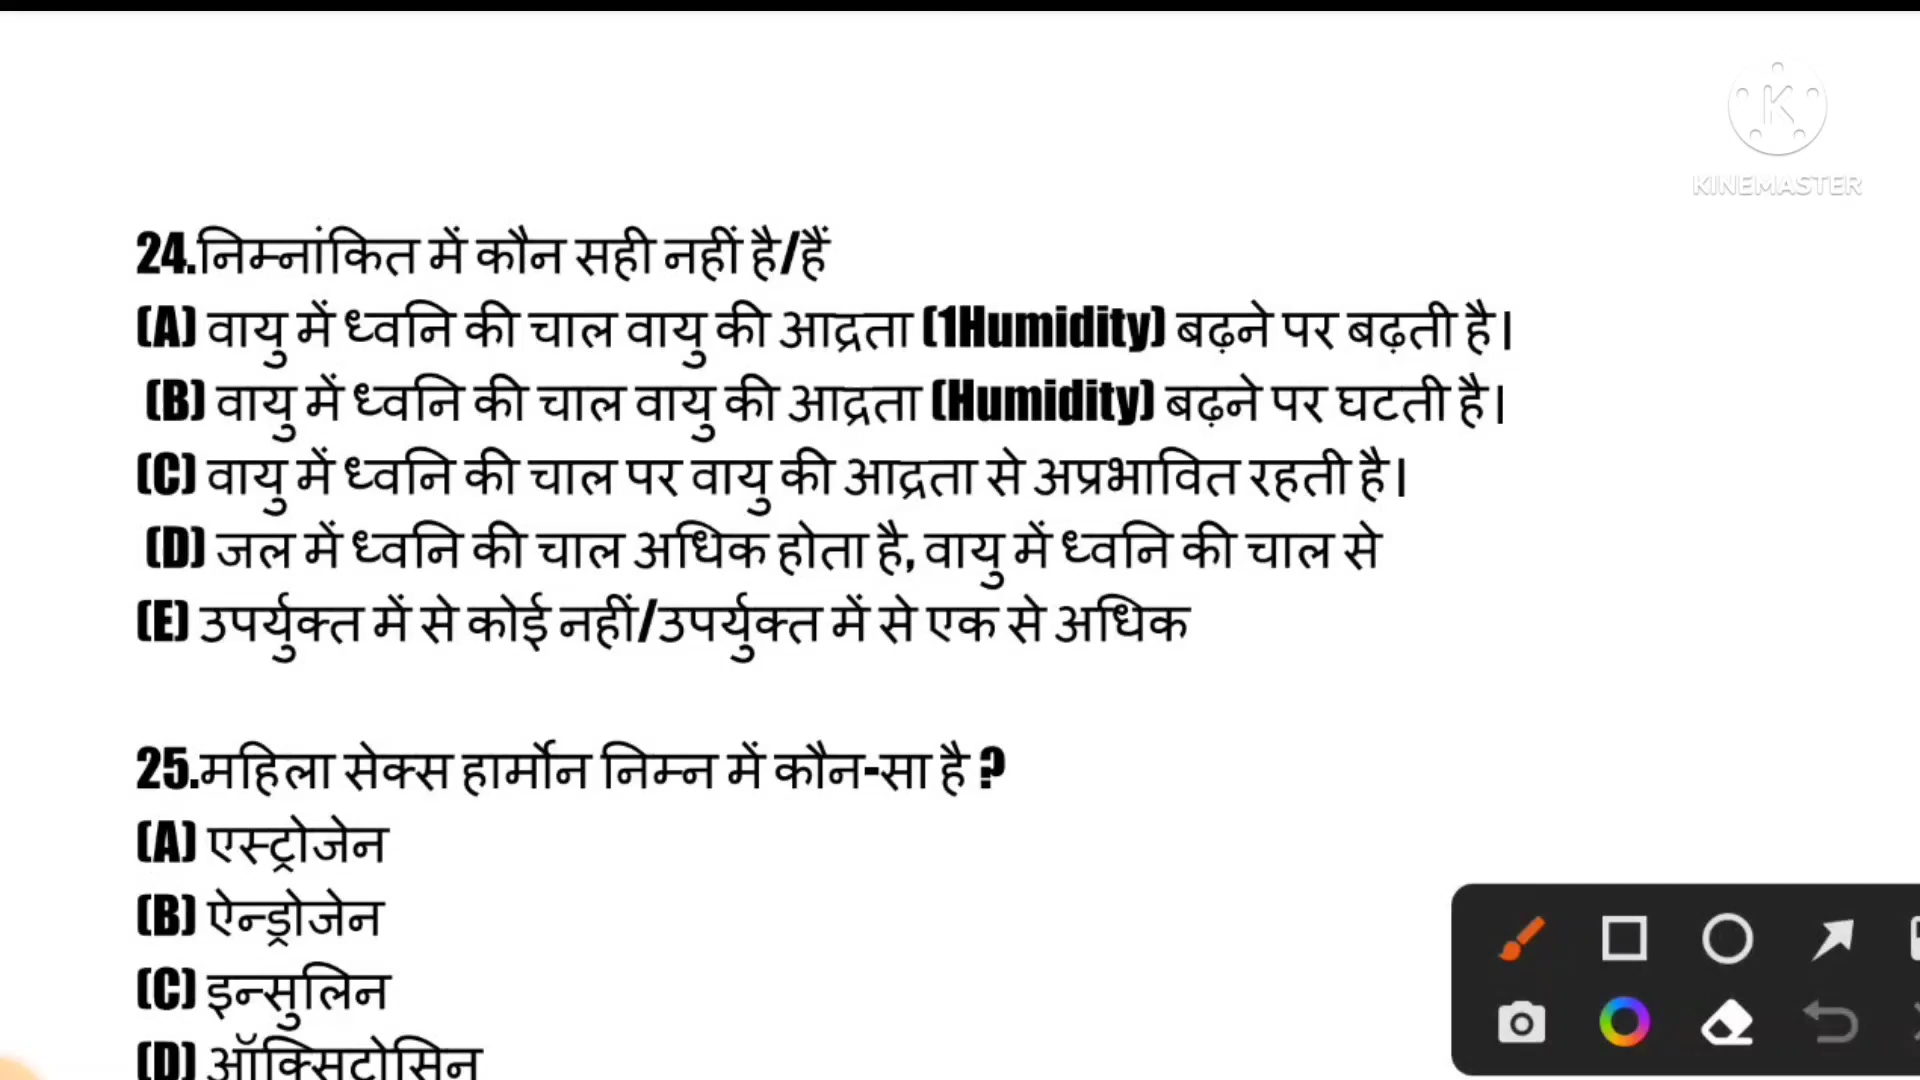 KINEMASTER
24.निम्नांकित में कौन सही नहीं है/हैं
(A) वायु में ध्वनि की चाल वायु की आद्रता (1Humidity) बढ़ने पर बढ़ती है।
(B) वायु में ध्वनि की चाल वायु की आद्रता (Humidity) बढ़ने पर घटती है।
(C) वायु में ध्वनि की चाल पर वायु की आद्रता से अप्रभावित रहती है।
(D) जल में ध्वनि की चाल अधिक होता है, वायु में ध्वनि की चाल से
(E) उपर्युक्त में से कोई नहीं/उपर्युक्त में से एक से अधिक
25.महिला सेक्स हार्मोन निम्न में कौन-सा है ?
(A) एस्ट्रोजेन
(B) ऐन्ड्रोजेन
(C) इन्सुलिन
(D) ऑक्सिटोसिन